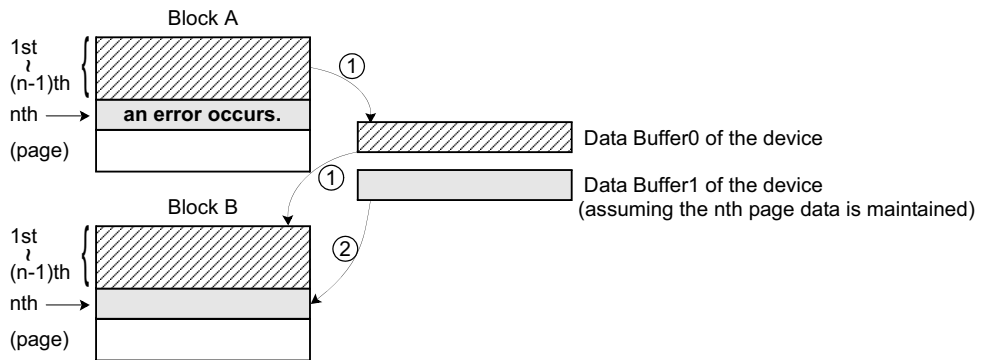 Block A
1st
~
(n-1)th
{
①
nth
an error occurs.
(page)
Data Buffer0 of the device
①
Data Buffer1 of the device
(assuming the nth page data is maintained)
Block B
1st
~
(n-1)th
{
②
nth
(page)